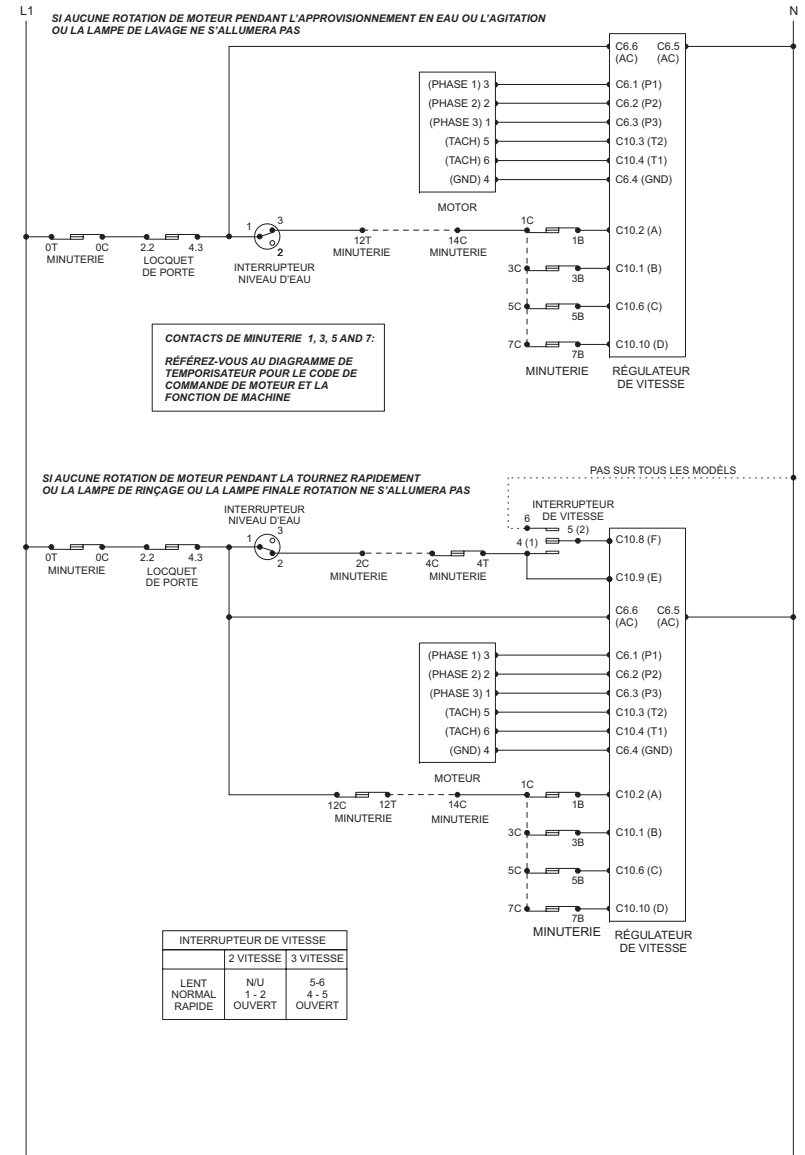 L1
N
SI AUCUNE ROTATION DE MOTEUR PENDANT L'APPROVISIONNEMENT EN EAU OU L'AGITATION
OU LA LAMPE DE LAVAGE NE S'ALLUMERA PAS
C6.6 C6.5
(AC) (AC)
(PHASE 1) 3 C6.1 (P1)
(PHASE 2) 2 C6.2 (P2)
(PHASE 3) 1 C6.3 (P3)
(TACH) 5 C10.3 (T2)
(TACH) 6 C10.4 (T1)
(GND) 4 C6.4 (GND)
MOTOR
1 3 1C
C10.2 (A)
0T 0C 2.2 4.3 2 12T 14C 1B
MINUTERIE LOCQUET MINUTERIE MINUTERIE
DE PORTE
INTERRUPTEUR
NIVEAU D'EAU
3C C10.1 (B)
3B
5C C10.6 (C)
5B
7C C10.10 (D)
7B
MINUTERIE RÉGULATEUR
DE VITESSE
CONTACTS DE MINUTERIE 1, 3, 5 AND 7:
RÉFÉREZ-VOUS AU DIAGRAMME DE
TEMPORISATEUR POUR LE CODE DE
COMMANDE DE MOTEUR ET LA
FONCTION DE MACHINE
PAS SUR TOUS LES MODÈLS
SI AUCUNE ROTATION DE MOTEUR PENDANT LA TOURNEZ RAPIDEMENT
OU LA LAMPE DE RINÇAGE OU LA LAMPE FINALE ROTATION NE S'ALLUMERA PAS
INTERRUPTEUR
NIVEAU D'EAU
INTERRUPTEUR
DE VITESSE
6
5 (2)
3
1 4 (1) C10.8 (F)
0T 0C 2.2 4.3 2 2C 4C 4T
MINUTERIE LOCQUET MINUTERIE MINUTERIE
DE PORTE
C10.9 (E)
C6.6 C6.5
(AC) (AC)
(PHASE 1) 3 C6.1 (P1)
(PHASE 2) 2 C6.2 (P2)
(PHASE 3) 1 C6.3 (P3)
(TACH) 5 C10.3 (T2)
(TACH) 6 C10.4 (T1)
(GND) 4 C6.4 (GND)
MOTEUR
1C
C10.2 (A)
12C 12T 14C 1B
MINUTERIE MINUTERIE
3C C10.1 (B)
3B
5C C10.6 (C)
5B
7C C10.10 (D)
7B
MINUTERIE RÉGULATEUR
DE VITESSE
INTERRUPTEUR DE VITESSE
2 VITESSE 3 VITESSE
LENT N/U 5-6
NORMAL 1 - 2 4 - 5
RAPIDE OUVERT OUVERT